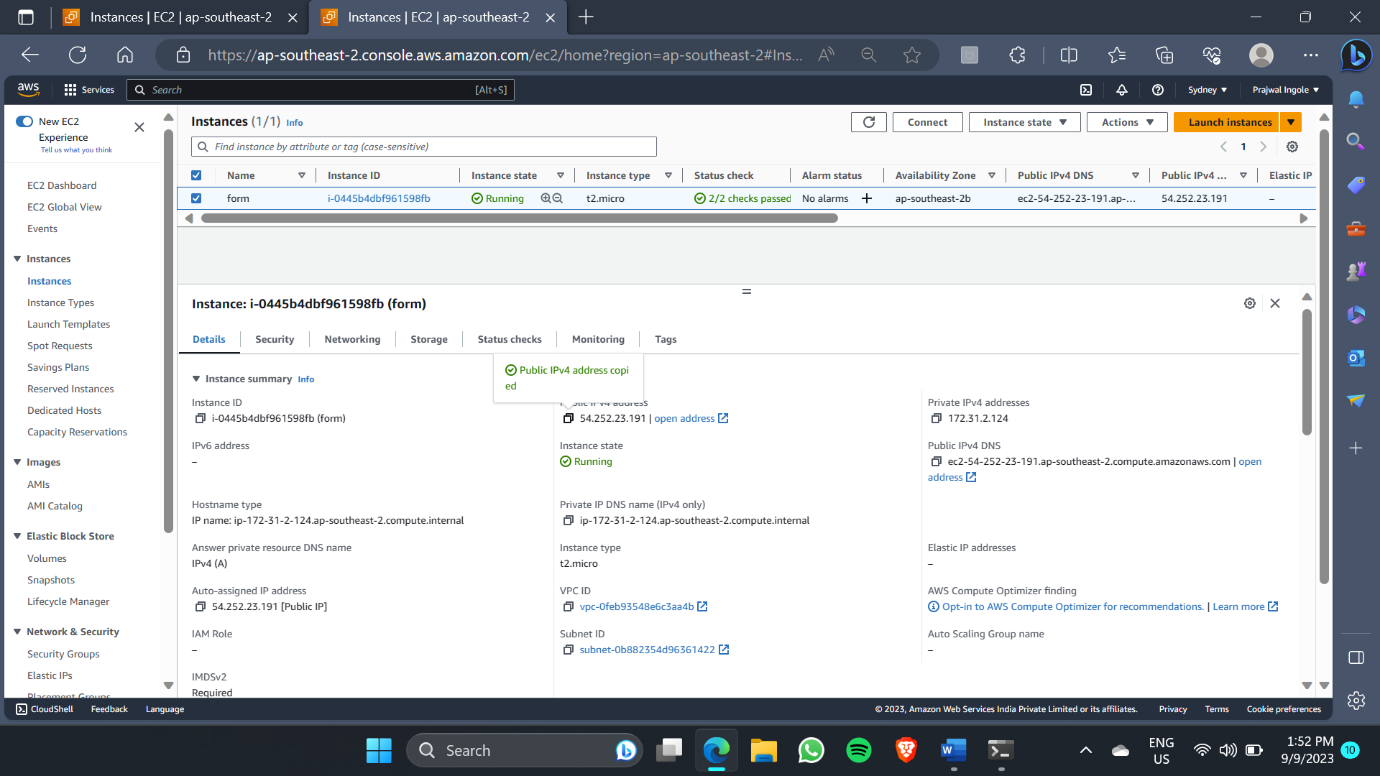 Instances | EC2 | ap-southeast-2
Instances | EC2 | ap-southeast-2
https://ap-southeast-2.console.aws.amazon.com/ec2/home?region=ap-southeast-2#Ins...
aws
Services
Search
[Alt+S]
Sydney
Prajwal Ingole
New EC2
Experience
Tell us what you think
EC2 Dashboard
EC2 Global View
Events
Instances
Instances
Instance Types
Launch Templates
Spot Requests
Savings Plans
Reserved Instances
Dedicated Hosts
Capacity Reservations
Images
AMIs
AMI Catalog
Elastic Block Store
Volumes
Snapshots
Lifecycle Manager
Network & Security
Security Groups
Elastic IPs
Placement Groups
Instances (1/1) Info
Connect
Instance state
Actions
Launch instances
Find instance by attribute or tag (case-sensitive)
1
Name
Instance ID
Instance state
Instance type
Status check
Alarm status
Availability Zone
Public IPv4 DNS
Public IPv4 ...
Elastic IP
form
i-0445b4dbf961598fb
Running
t2.micro
2/2 checks passed
No alarms
ap-southeast-2b
ec2-54-252-23-191.ap-...
54.252.23.191
–
Instance: i-0445b4dbf961598fb (form)
Details
Security
Networking
Storage
Status checks
Monitoring
Tags
Public IPv4 address copi
ed
Instance summary Info
Instance ID
i-0445b4dbf961598fb (form)
Public IPv4 address
54.252.23.191 | open address
Private IPv4 addresses
172.31.2.124
IPv6 address
–
Instance state
Running
Public IPv4 DNS
ec2-54-252-23-191.ap-southeast-2.compute.amazonaws.com | open
address
Hostname type
IP name: ip-172-31-2-124.ap-southeast-2.compute.internal
Private IP DNS name (IPv4 only)
ip-172-31-2-124.ap-southeast-2.compute.internal
Answer private resource DNS name
IPv4 (A)
Instance type
t2.micro
Elastic IP addresses
–
Auto-assigned IP address
54.252.23.191 [Public IP]
VPC ID
vpc-0feb93548e6c3aa4b
AWS Compute Optimizer finding
Opt-in to AWS Compute Optimizer for recommendations. | Learn more
IAM Role
–
Subnet ID
subnet-0b882354d96361422
Auto Scaling Group name
–
IMDSv2
Required
CloudShell
Feedback
Language
© 2023, Amazon Web Services India Private Limited or its affiliates.
Privacy
Terms
Cookie preferences
Search
ENG
US
1:52 PM
9/9/2023
10